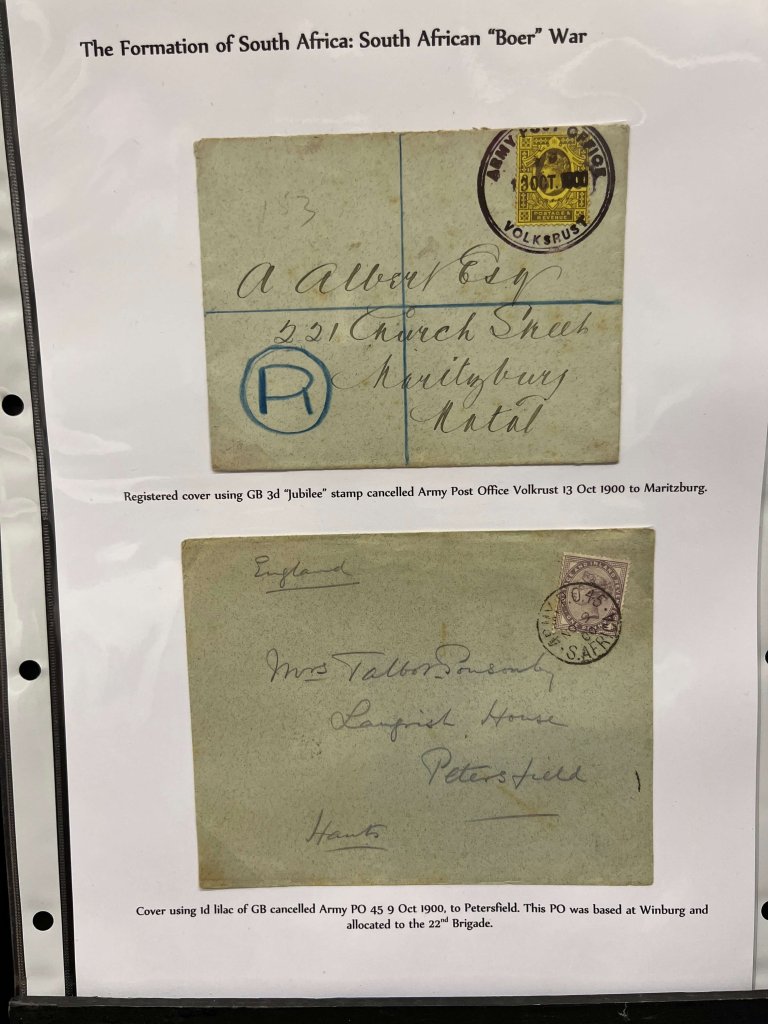 The Formation of South Africa: South African “Boer” War
ARMY POST OFFICE
13 OCT. 1900
VOLKSRUST
POSTAGE &
REVENUE
A Albert Esq
221 Church Street
Maritzburg
Natal
R
Registered cover using GB 3d “Jubilee” stamp cancelled Army Post Office Volkrust 13 Oct 1900 to Maritzburg.
England
45
S. AFRICA
Mrs Talbot Ponsonby
Langrish House
Petersfield
Hants
Cover using 1d lilac of GB cancelled Army PO 45 9 Oct 1900, to Petersfield. This PO was based at Winburg and
allocated to the 22nd Brigade.